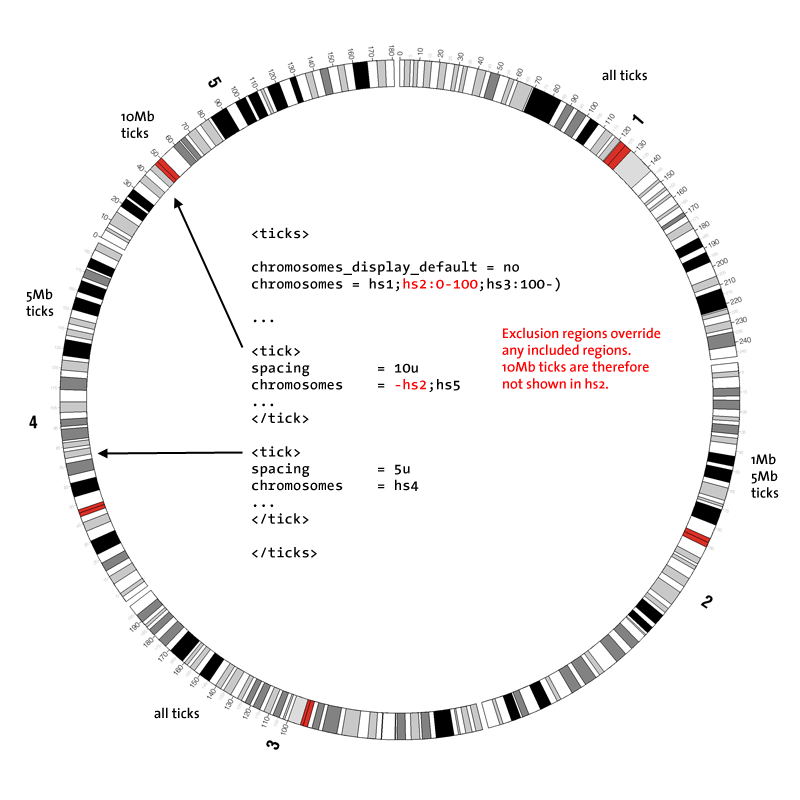 all ticks
1
5
10Mb
ticks
5Mb
ticks
4
all ticks
3
2
1Mb
5Mb
ticks
<ticks>
chromosomes_display_default = no
chromosomes = hs1;hs2:0-100;hs3:100-)
...
<tick>
spacing = 10u
chromosomes = -hs2;hs5
...
</tick>
<tick>
spacing = 5u
chromosomes = hs4
...
</tick>
</ticks>
Exclusion regions override
any included regions.
10Mb ticks are therefore
not shown in hs2.
0 10 20 30 40 50 60 70 80 90 100 110 120 130 140 150 160 170 180 190 200 210 220 230 240
100 110 120 130 140 150 160 170 180 190
0 10 20 30 40 50 60 70 80 90 100 110 120 130 140 150 160 170 180